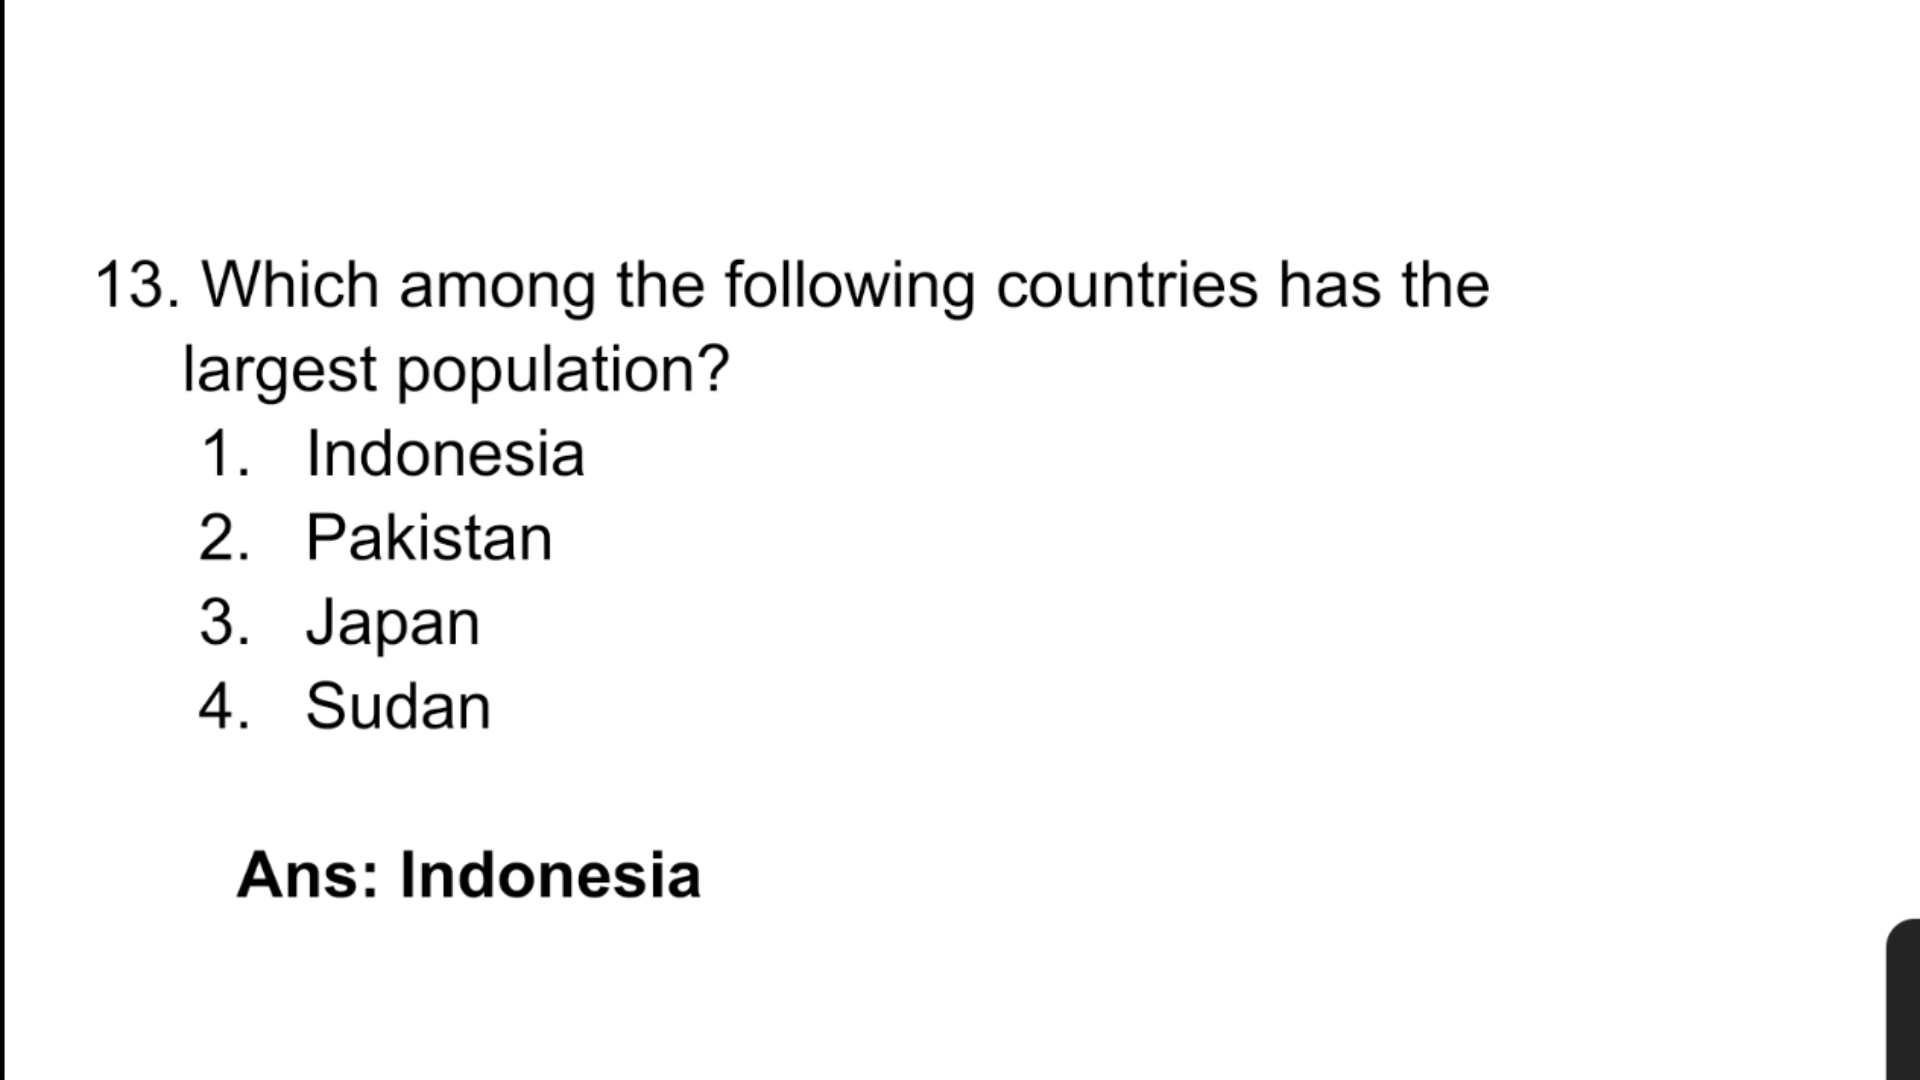 13. Which among the following countries has the
largest population?
1. Indonesia
2. Pakistan
3. Japan
4. Sudan
Ans: Indonesia